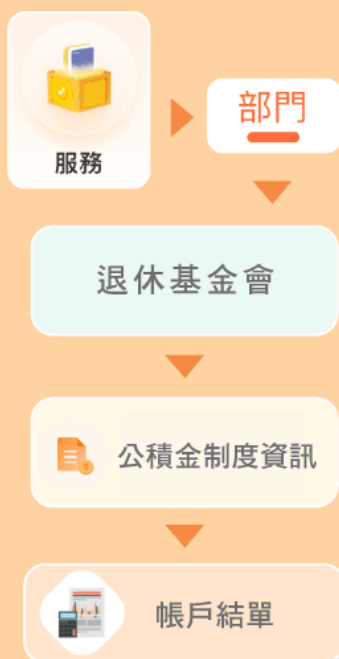 服務
部門
退休基金會
公積金制度資訊
帳戶結單